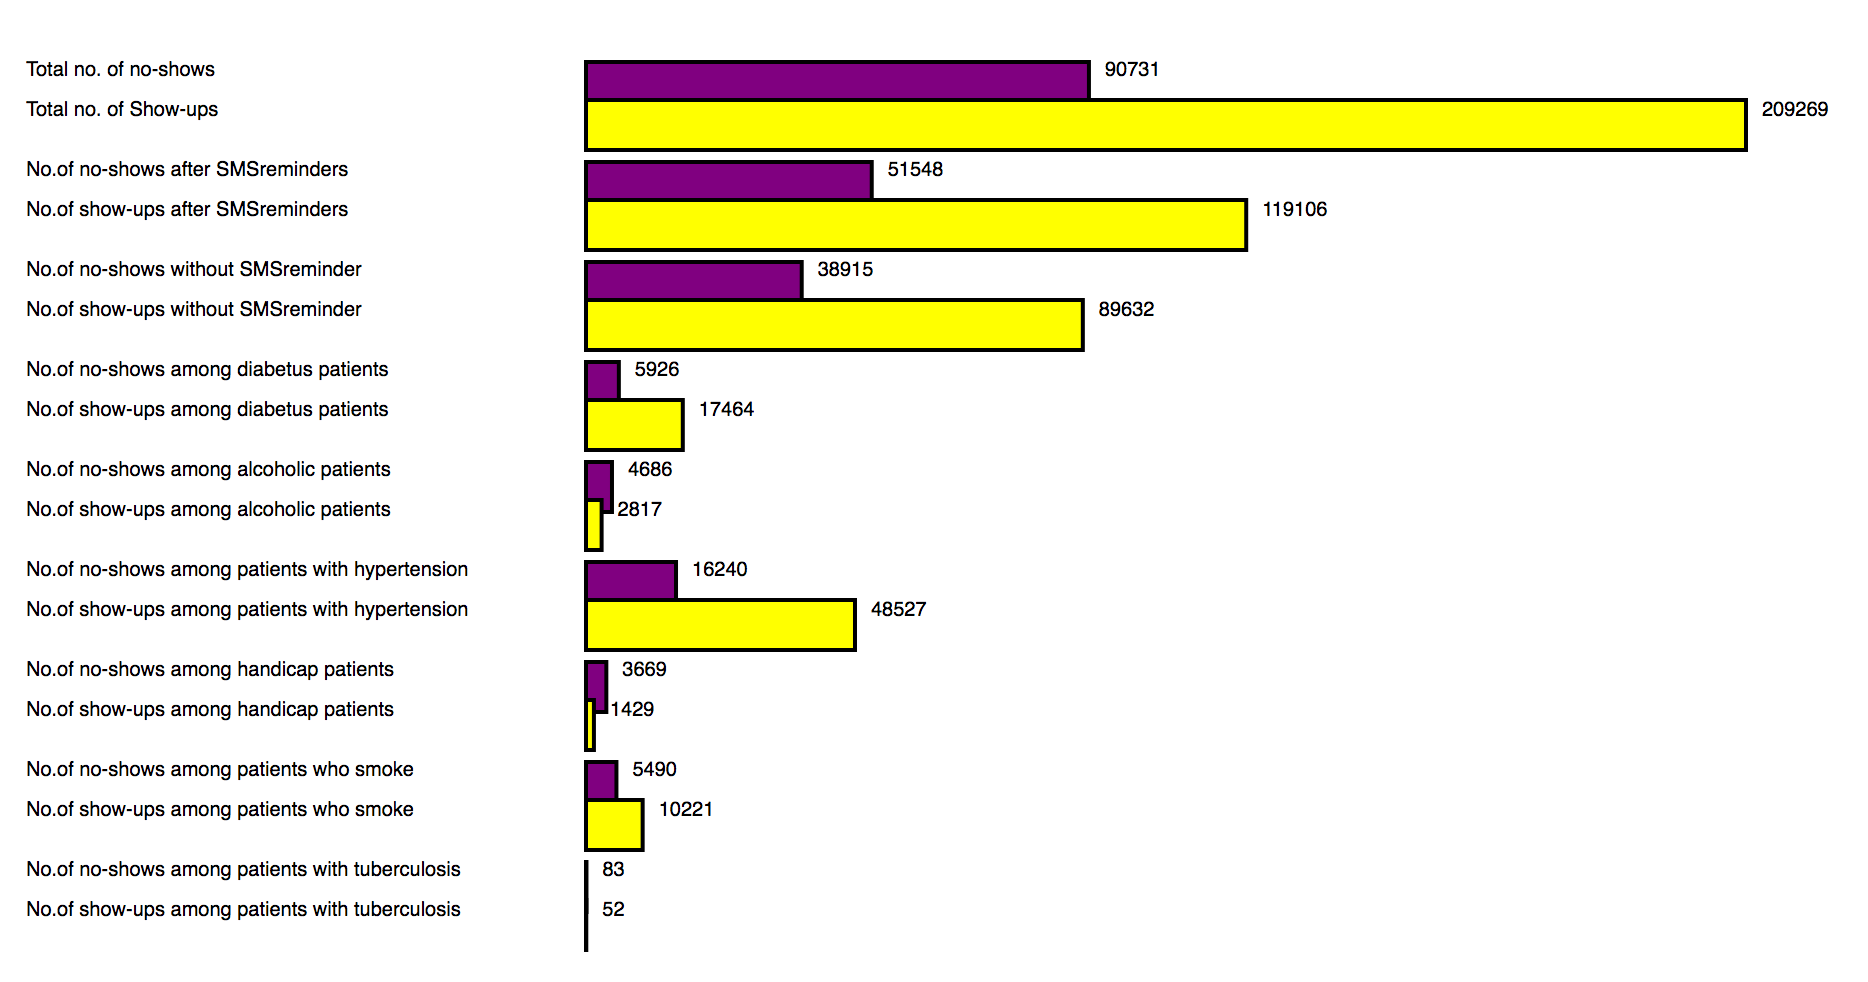 Total no. of no-shows 90731
Total no. of Show-ups 209269
No.of no-shows after SMSreminders 51548
No.of show-ups after SMSreminders 119106
No.of no-shows without SMSreminder 38915
No.of show-ups without SMSreminder 89632
No.of no-shows among diabetus patients 5926
No.of show-ups among diabetus patients 17464
No.of no-shows among alcoholic patients 4686
No.of show-ups among alcoholic patients 2817
No.of no-shows among patients with hypertension 16240
No.of show-ups among patients with hypertension 48527
No.of no-shows among handicap patients 3669
No.of show-ups among handicap patients 1429
No.of no-shows among patients who smoke 5490
No.of show-ups among patients who smoke 10221
No.of no-shows among patients with tuberculosis 83
No.of show-ups among patients with tuberculosis 52